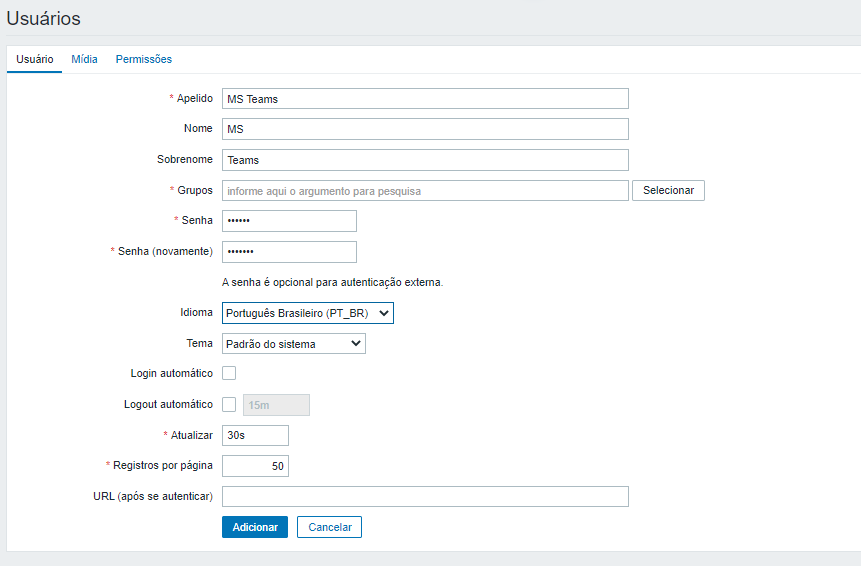 Usuários
Usuário Mídia Permissões
* Apelido MS Teams
Nome MS
Sobrenome Teams
* Grupos informe aqui o argumento para pesquisa Selecionar
* Senha ••••••
* Senha (novamente) •••••••
A senha é opcional para autenticação externa.
Idioma Português Brasileiro (PT_BR)
Tema Padrão do sistema
Login automático
Logout automático 15m
* Atualizar 30s
* Registros por página 50
URL (após se autenticar)
Adicionar Cancelar